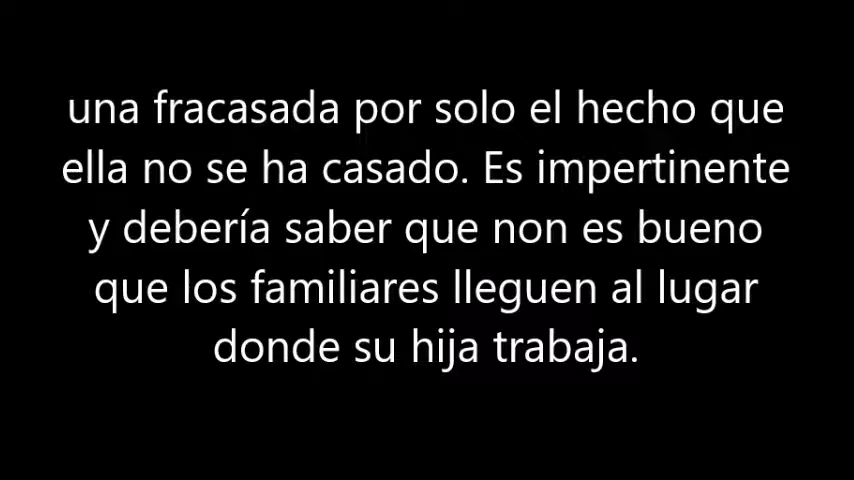 una fracasada por solo el hecho que
ella no se ha casado. Es impertinente
y debería saber que non es bueno
que los familiares lleguen al lugar
donde su hija trabaja.